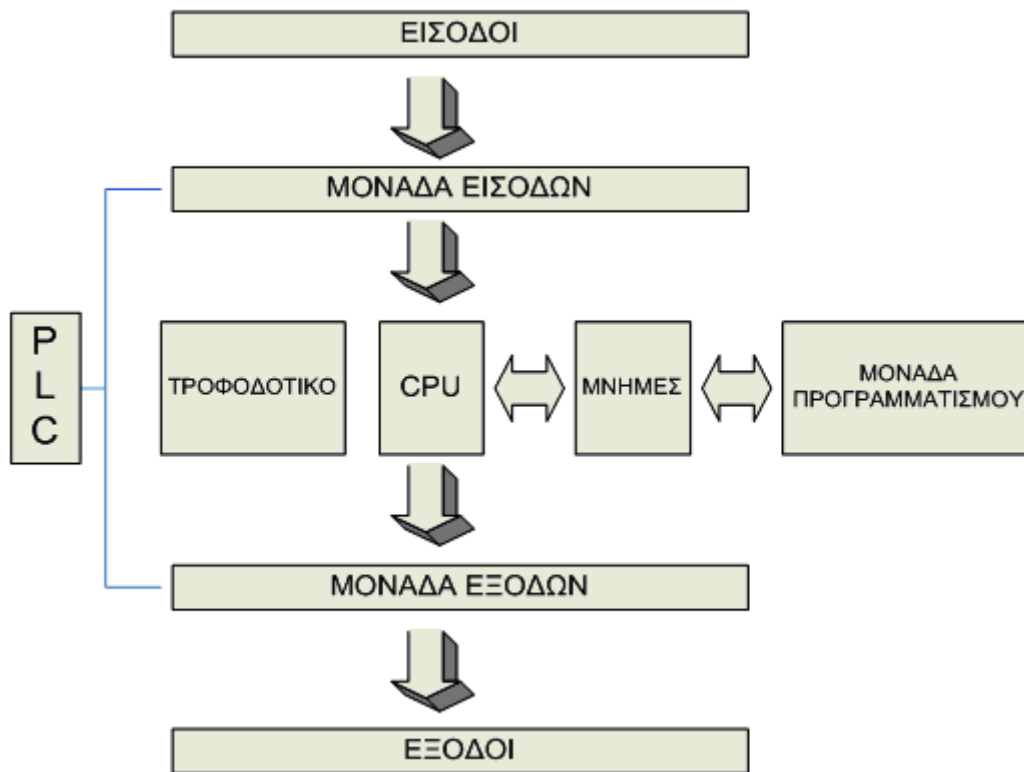 ΕΙΣΟΔΟΙ
ΜΟΝΑΔΑ ΕΙΣΟΔΩΝ
P
L
C
ΤΡΟΦΟΔΟΤΙΚΟ
CPU
ΜΝΗΜΕΣ
ΜΟΝΑΔΑ
ΠΡΟΓΡΑΜΜΑΤΙΣΜΟΥ
ΜΟΝΑΔΑ ΕΞΟΔΩΝ
ΕΞΟΔΟΙ